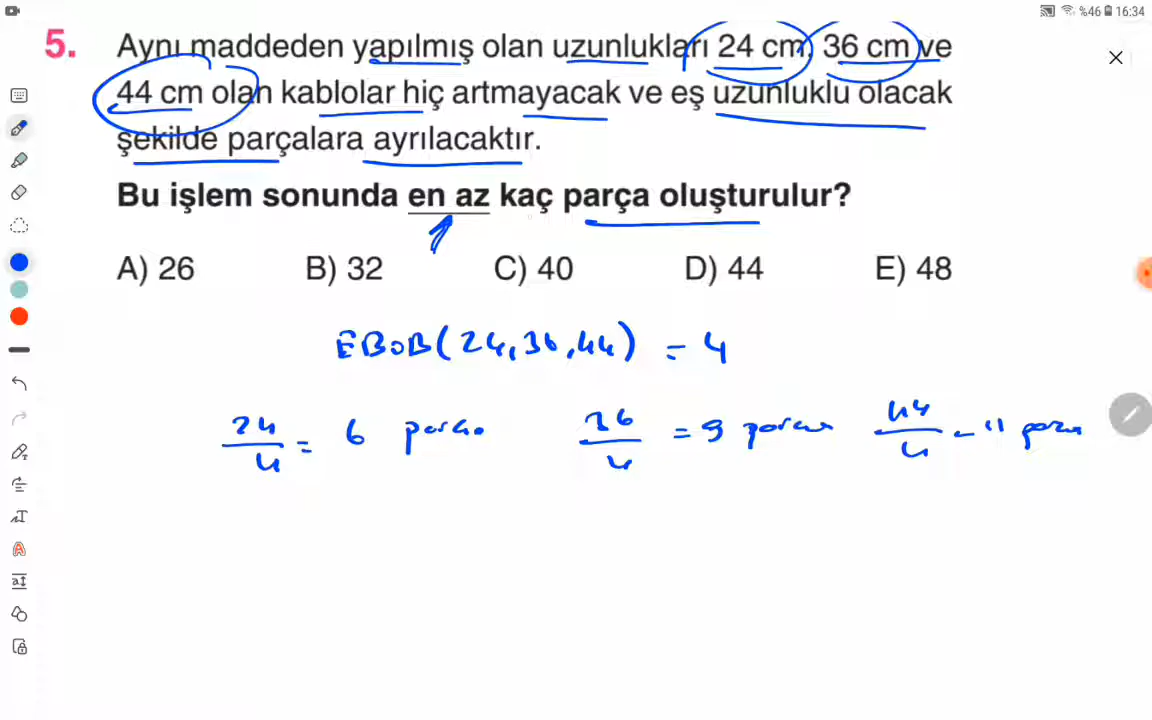 %46 16:34
5. Aynı maddeden yapılmış olan uzunlukları 24 cm, 36 cm ve
44 cm olan kablolar hiç artmayacak ve eş uzunluklu olacak
şekilde parçalara ayrılacaktır.
Bu işlem sonunda en az kaç parça oluşturulur?
A) 26 B) 32 C) 40 D) 44 E) 48
EBOB(24,36,44) = 4
24/4 = 6 parça 36/4 = 9 parça 44/4 = 11 parça